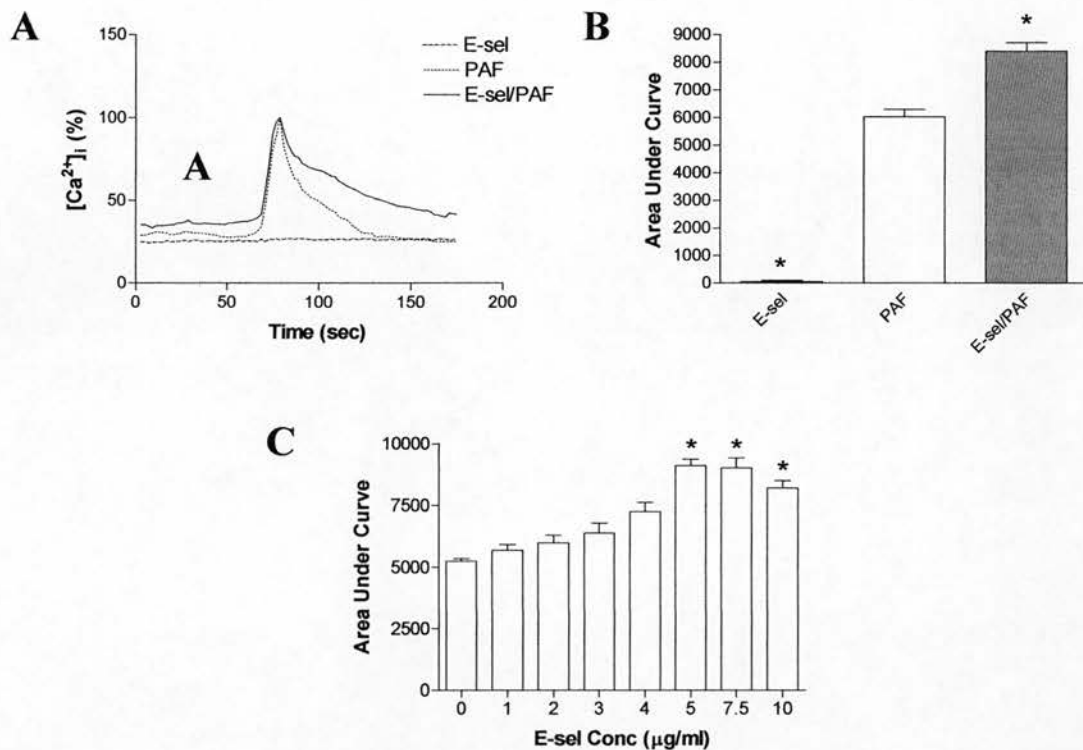 A
150
100
50
0
[Ca2+]i (%)
A
0 50 100 150 200
Time (sec)
E-sel
PAF
E-sel/PAF
B
9000
8000
7000
6000
5000
4000
3000
2000
1000
0
Area Under Curve
*
*
E-sel
PAF
E-sel/PAF
C
10000
7500
5000
2500
0
Area Under Curve
* * *
0 1 2 3 4 5 7.5 10
E-sel Conc (μg/ml)